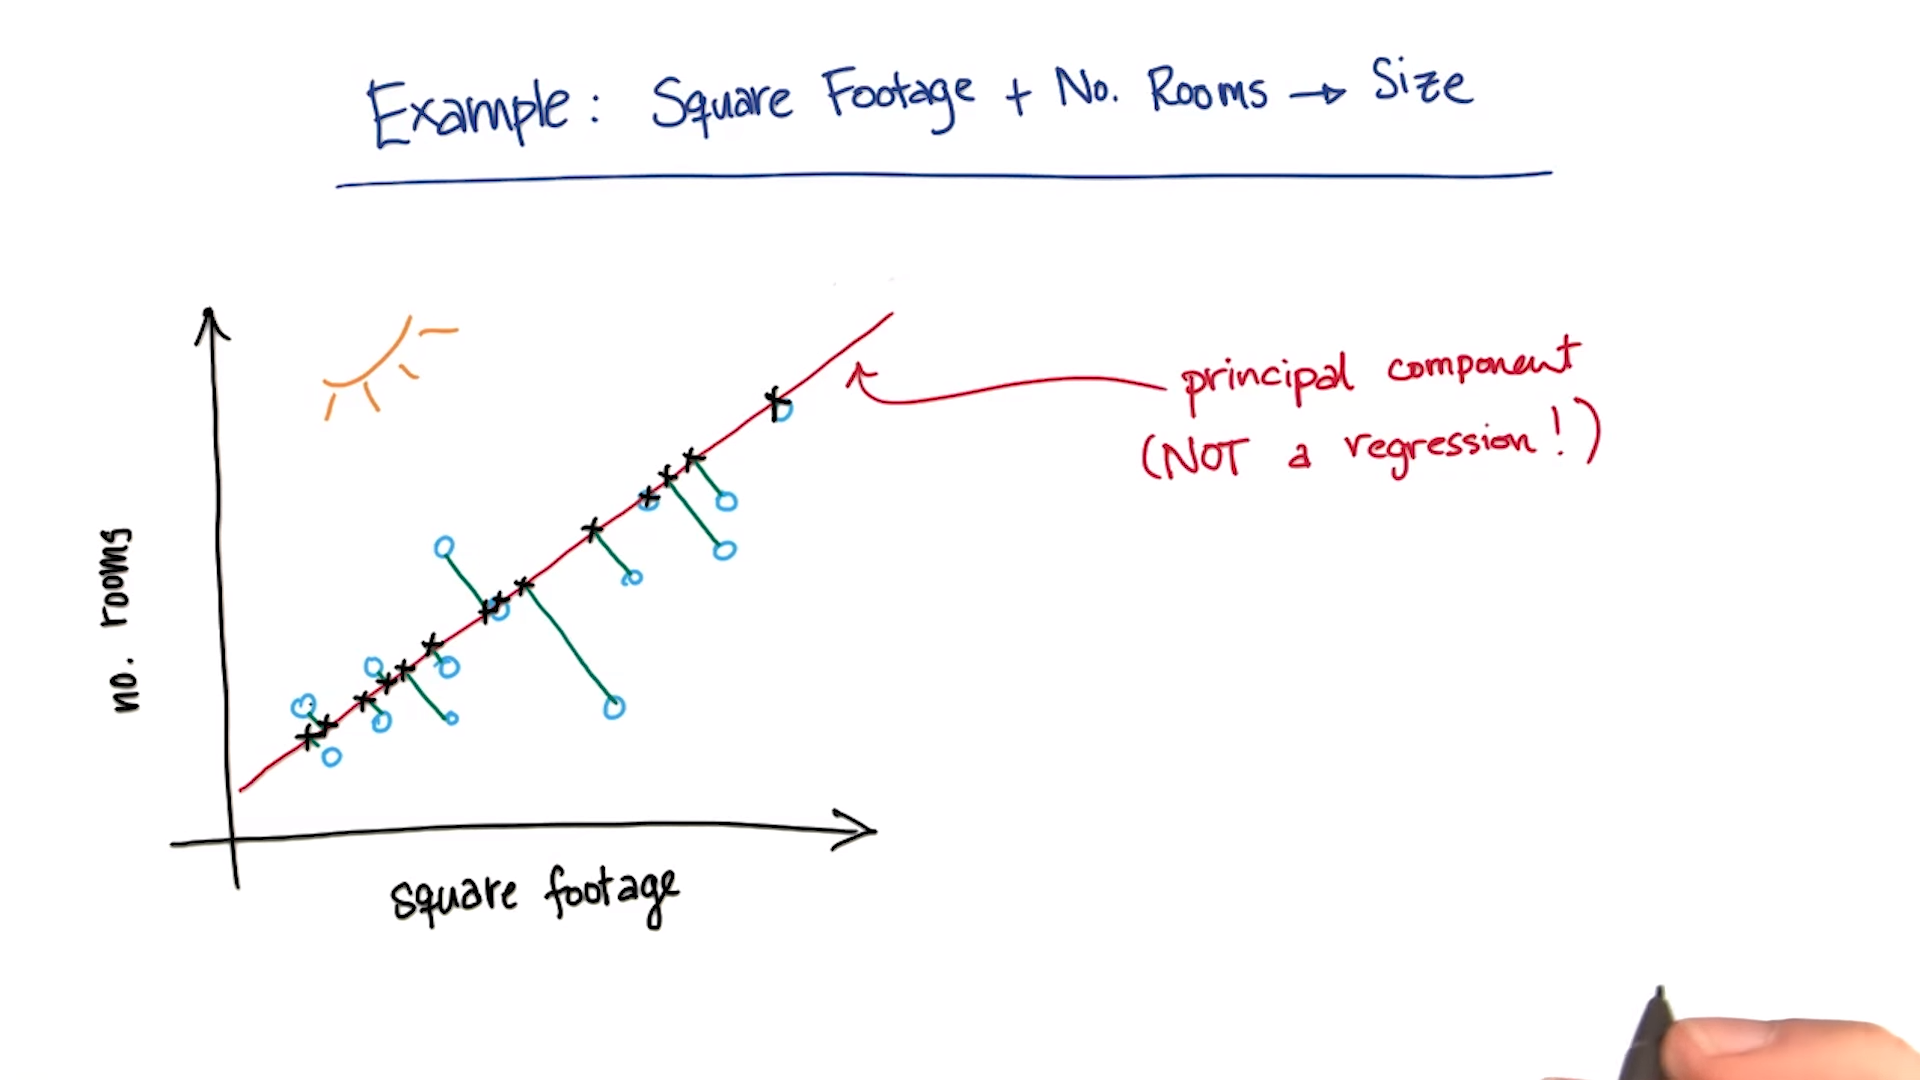 Example: Square Footage + No. Rooms → Size
principal component
(NOT a regression!)
no. rooms
square footage